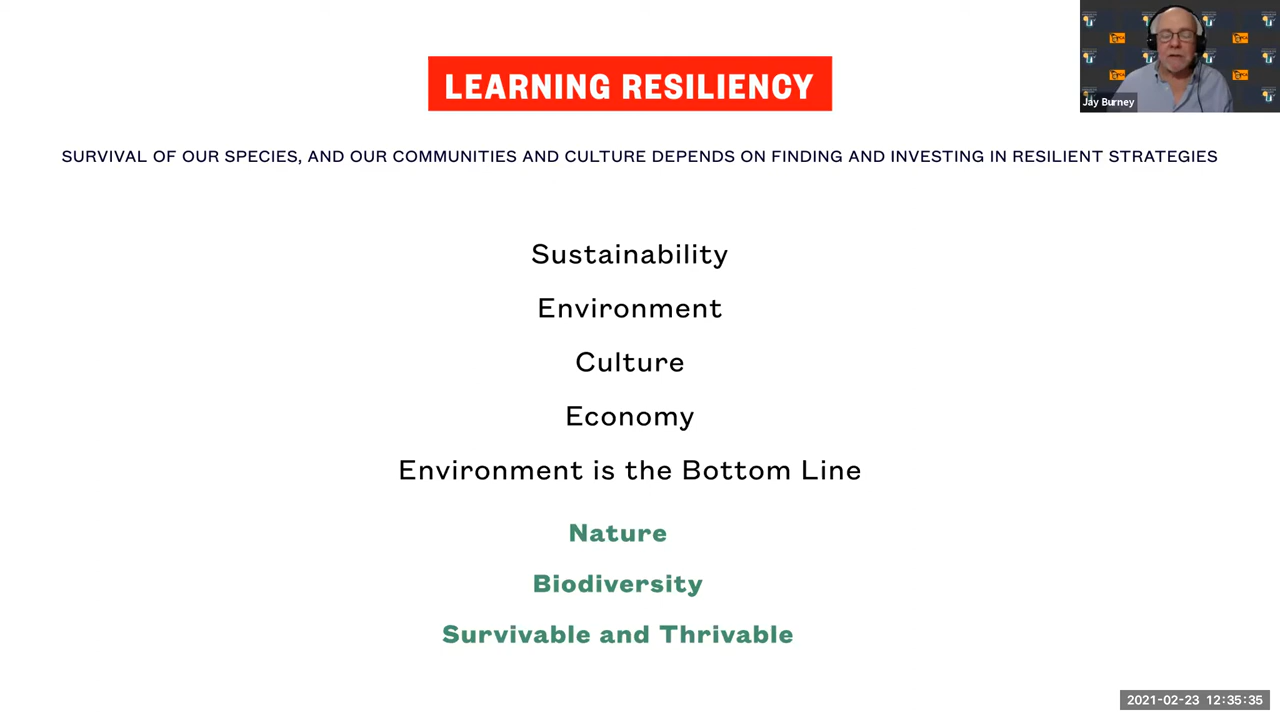 LEARNING RESILIENCY
SURVIVAL OF OUR SPECIES, AND OUR COMMUNITIES AND CULTURE DEPENDS ON FINDING AND INVESTING IN RESILIENT STRATEGIES
Sustainability
Environment
Culture
Economy
Environment is the Bottom Line
Nature
Biodiversity
Survivable and Thrivable
Jay Burney
2021-02-23 12:35:35